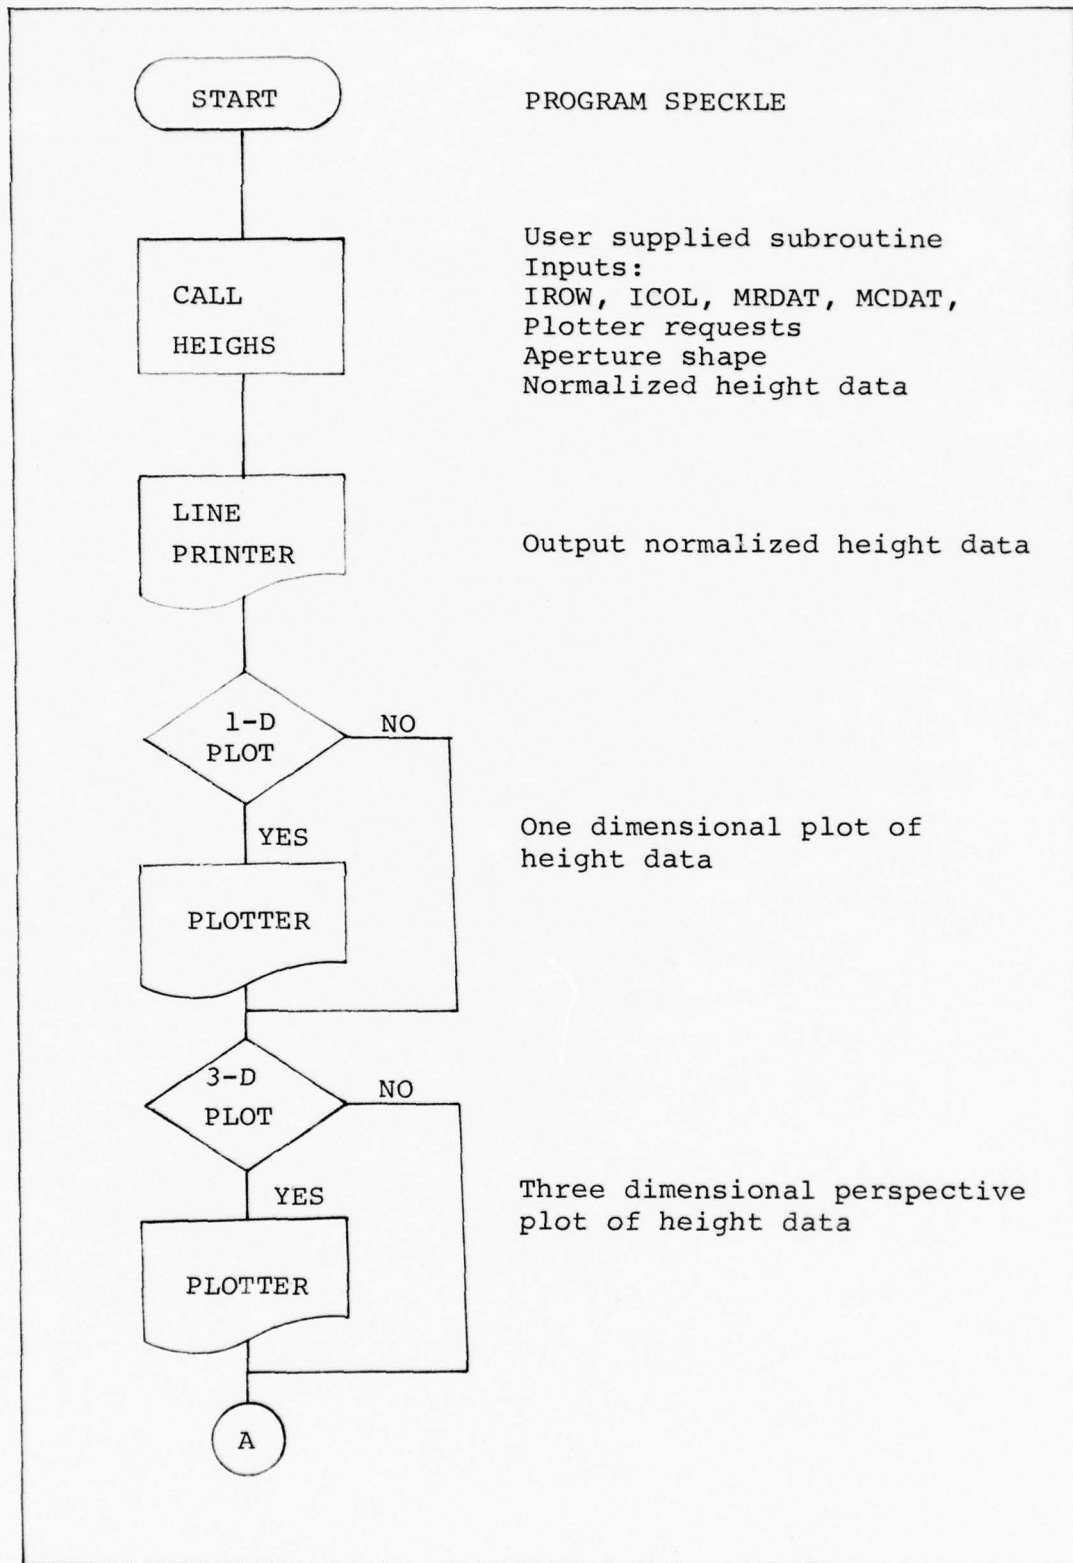 START
PROGRAM SPECKLE
CALL
HEIGHS
User supplied subroutine
Inputs:
IROW, ICOL, MRDAT, MCDAT,
Plotter requests
Aperture shape
Normalized height data
LINE
PRINTER
Output normalized height data
1-D
PLOT
NO
YES
One dimensional plot of
height data
PLOTTER
3-D
PLOT
NO
YES
Three dimensional perspective
plot of height data
PLOTTER
A